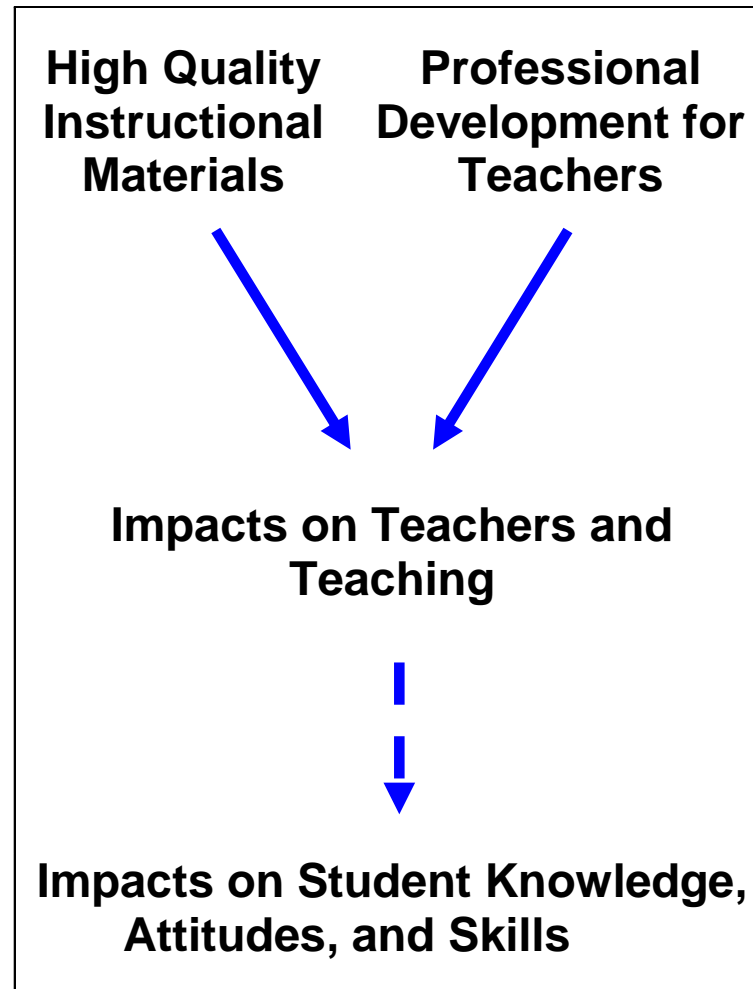 High Quality
Instructional
Materials
Professional
Development for
Teachers
Impacts on Teachers and
Teaching
Impacts on Student Knowledge,
Attitudes, and Skills